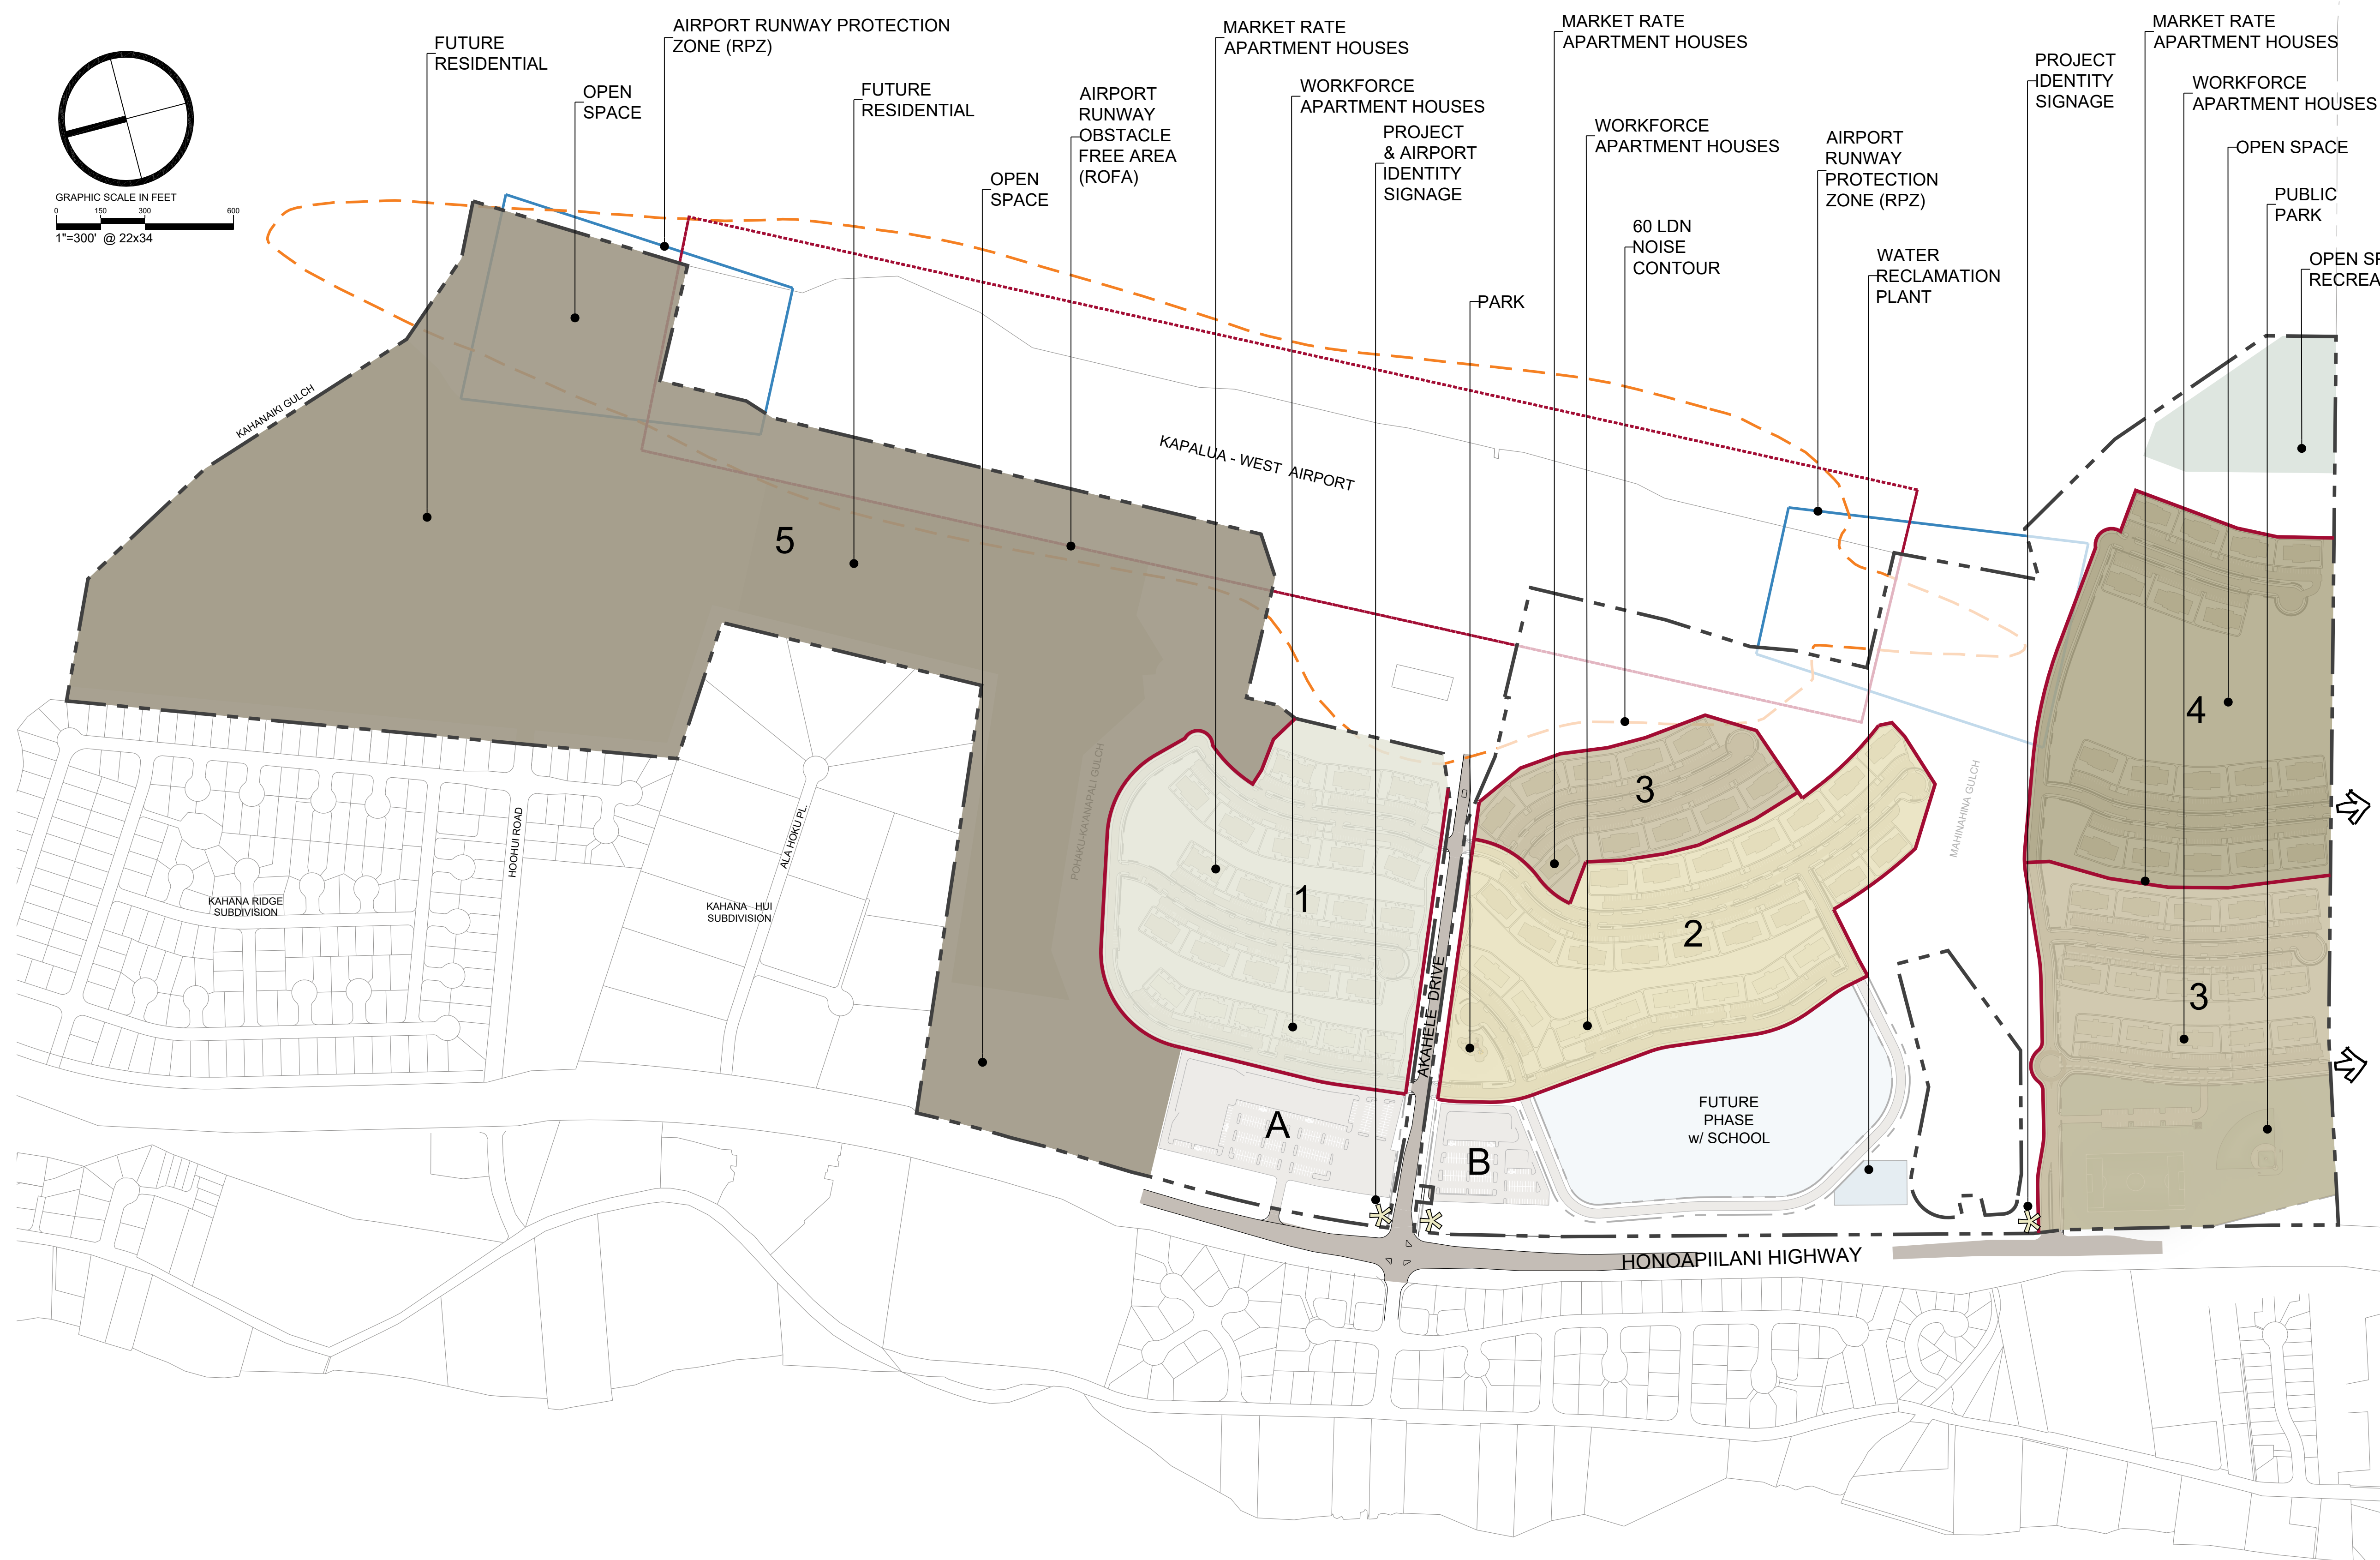 FUTURE
RESIDENTIAL
OPEN
SPACE
AIRPORT RUNWAY PROTECTION
ZONE (RPZ)
FUTURE
RESIDENTIAL
OPEN
SPACE
AIRPORT
RUNWAY
OBSTACLE
FREE AREA
(ROFA)
MARKET RATE
APARTMENT HOUSES
WORKFORCE
APARTMENT HOUSES
PROJECT
& AIRPORT
IDENTITY
SIGNAGE
PARK
MARKET RATE
APARTMENT HOUSES
WORKFORCE
APARTMENT HOUSES
60 LDN
NOISE
CONTOUR
AIRPORT
RUNWAY
PROTECTION
ZONE (RPZ)
WATER
RECLAMATION
PLANT
PROJECT
IDENTITY
SIGNAGE
MARKET RATE
APARTMENT HOUSES
WORKFORCE
APARTMENT HOUSES
OPEN SPACE
PUBLIC
PARK
OPEN SP
RECREA
GRAPHIC SCALE IN FEET
0 150 300 600
1"=300' @ 22x34
KAHANAIKI GULCH
KAPALUA - WEST AIRPORT
5
POHAKU-KA'ANAPALI GULCH
HOOHUI ROAD
ALA HOKU PL.
KAHANA RIDGE
SUBDIVISION
KAHANA HUI
SUBDIVISION
1
A
AKAHELE DRIVE
3
2
B
FUTURE
PHASE
w/ SCHOOL
MAHINAHINA GULCH
4
3
HONOAPIILANI HIGHWAY